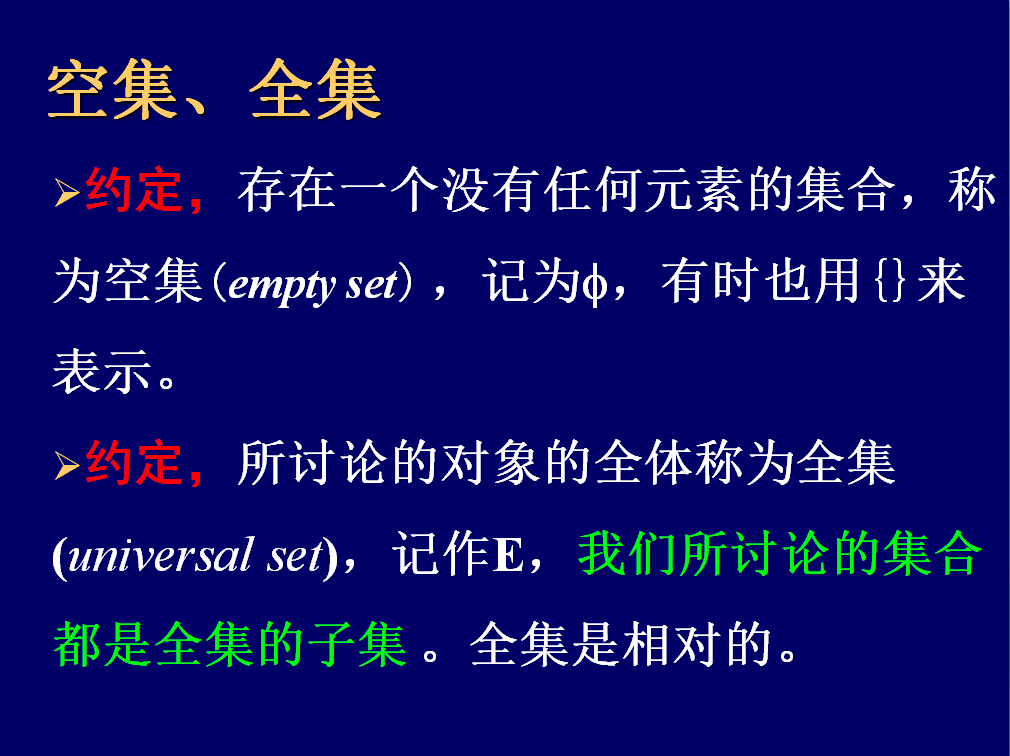 空集、全集
➢约定，存在一个没有任何元素的集合，称
为空集(empty set)，记为ϕ，有时也用{}来
表示。
➢约定，所讨论的对象的全体称为全集
(universal set)，记作E，我们所讨论的集合
都是全集的子集 。全集是相对的。